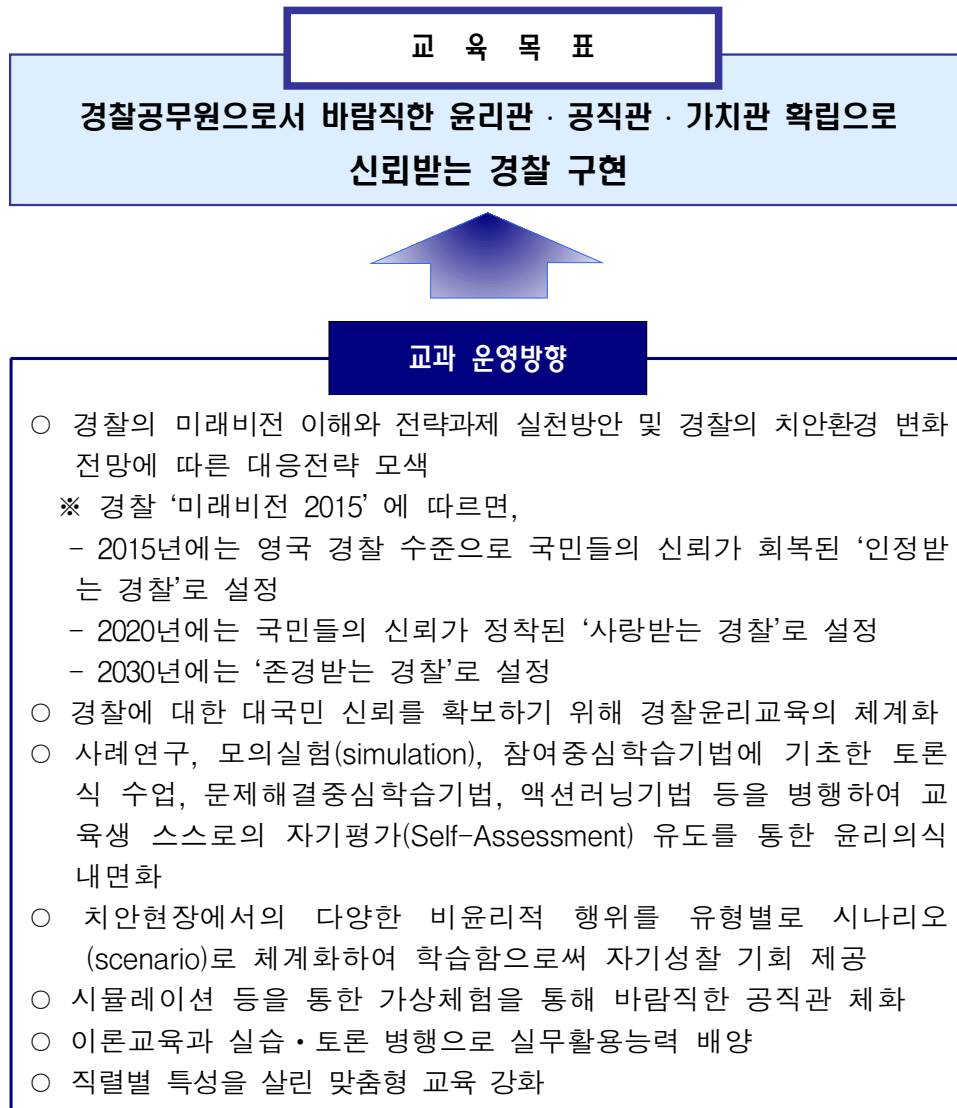 교 육 목 표
경찰공무원으로서 바람직한 윤리관 · 공직관 · 가치관 확립으로
신뢰받는 경찰 구현
교과 운영방향
○ 경찰의 미래비전 이해와 전략과제 실천방안 및 경찰의 치안환경 변화
전망에 따른 대응전략 모색
※ 경찰 ‘미래비전 2015’ 에 따르면,
- 2015년에는 영국 경찰 수준으로 국민들의 신뢰가 회복된 ‘인정받
는 경찰’로 설정
- 2020년에는 국민들의 신뢰가 정착된 ‘사랑받는 경찰’로 설정
- 2030년에는 ‘존경받는 경찰’로 설정
○ 경찰에 대한 대국민 신뢰를 확보하기 위해 경찰윤리교육의 체계화
○ 사례연구, 모의실험(simulation), 참여중심학습기법에 기초한 토론
식 수업, 문제해결중심학습기법, 액션러닝기법 등을 병행하여 교
육생 스스로의 자기평가(Self-Assessment) 유도를 통한 윤리의식
내면화
○ 치안현장에서의 다양한 비윤리적 행위를 유형별로 시나리오
(scenario)로 체계화하여 학습함으로써 자기성찰 기회 제공
○ 시뮬레이션 등을 통한 가상체험을 통해 바람직한 공직관 체화
○ 이론교육과 실습・토론 병행으로 실무활용능력 배양
○ 직렬별 특성을 살린 맞춤형 교육 강화